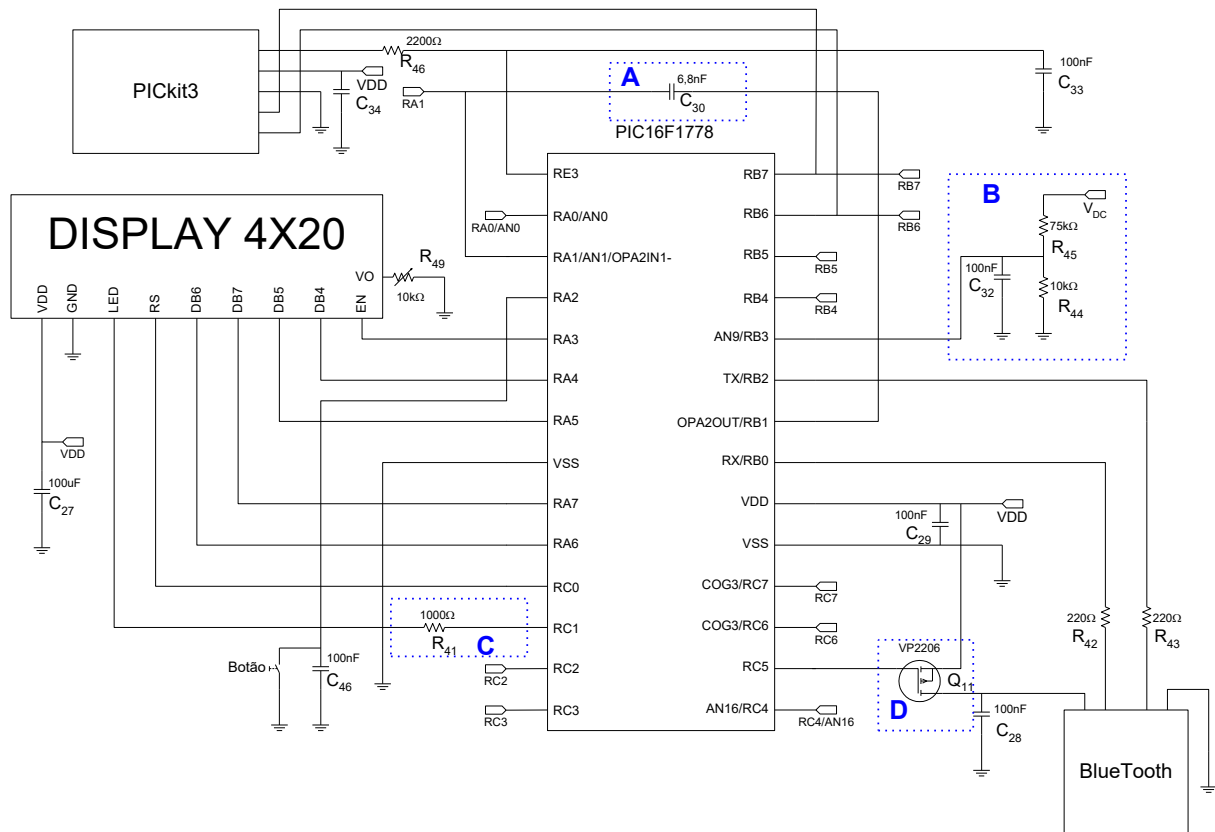 PICkit3
2200Ω
R46
VDD
C34
RA1
A
6,8nF
C30
100nF
C33
PIC16F1778
DISPLAY 4X20
VDD
GND
LED
RS
DB6
DB7
DB5
DB4
EN
VO
R49
10kΩ
VDD
100uF
C27
RE3
RA0/AN0
RA0/AN0
RA1/AN1/OPA2IN1-
RA2
RA3
RA4
RA5
VSS
RA7
RA6
RC0
RC1
RC2
RC2
RC3
RC3
1000Ω
R41
C
Botão
100nF
C46
RB7
RB7
RB6
RB6
RB5
RB5
RB4
RB4
AN9/RB3
TX/RB2
OPA2OUT/RB1
RX/RB0
VDD
VSS
COG3/RC7
RC7
COG3/RC6
RC6
RC5
AN16/RC4
RC4/AN16
B
VDC
75kΩ
R45
100nF
C32
10kΩ
R44
100nF
C29
VDD
VP2206
Q11
D
100nF
C28
220Ω
R42
220Ω
R43
BlueTooth